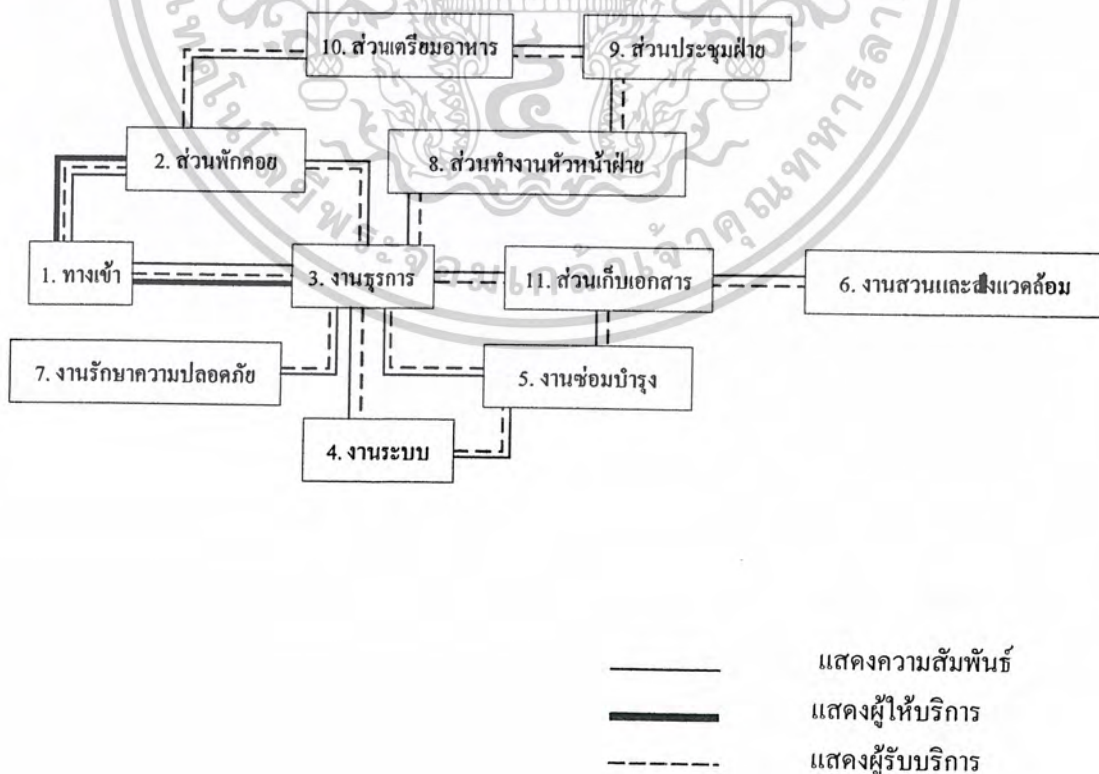 10. ส่วนเตรียมอาหาร
9. ส่วนประชุมฝ่าย
2. ส่วนพักคอย
8. ส่วนทำงานหัวหน้าฝ่าย
1. ทางเข้า
3. งานธุรการ
11. ส่วนเก็บเอกสาร
6. งานสวนและสิ่งแวดล้อม
7. งานรักษาความปลอดภัย
5. งานซ่อมบำรุง
4. งานระบบ
แสดงความสัมพันธ์
แสดงผู้ให้บริการ
แสดงผู้รับบริการ